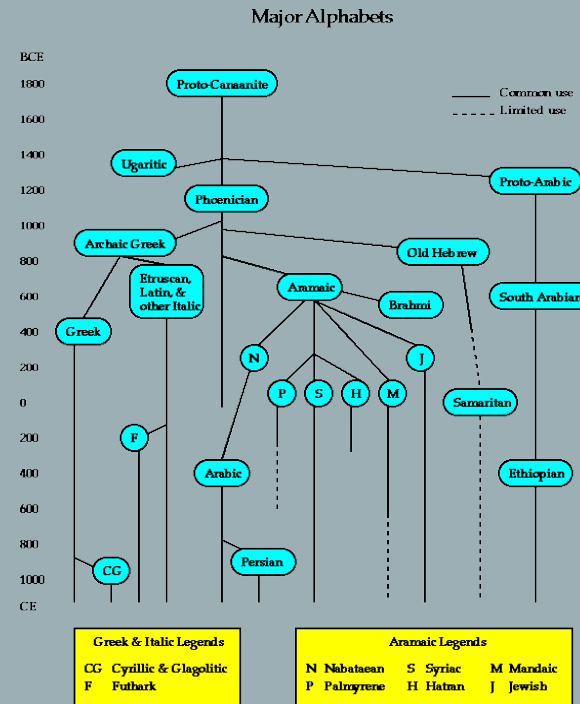 Major Alphabets
BCE
1800
1600
1400
1200
1000
800
600
400
200
0
200
400
600
800
1000
CE
Common use
Limited use
Proto-Canaanite
Ugaritic
Proto-Arabic
Phoenician
Archaic Greek
Old Hebrew
Etruscan,
Latin, &
other Italic
Aramaic
Brahmi
South Arabian
Greek
N
J
P
S
H
M
Samaritan
F
Arabic
Ethiopian
CG
Persian
Greek & Italic Legends
CG Cyrillic & Glagolitic
F Futhark
Aramaic Legends
N Nabataean S Syriac M Mandaic
P Palmyrene H Hatran J Jewish